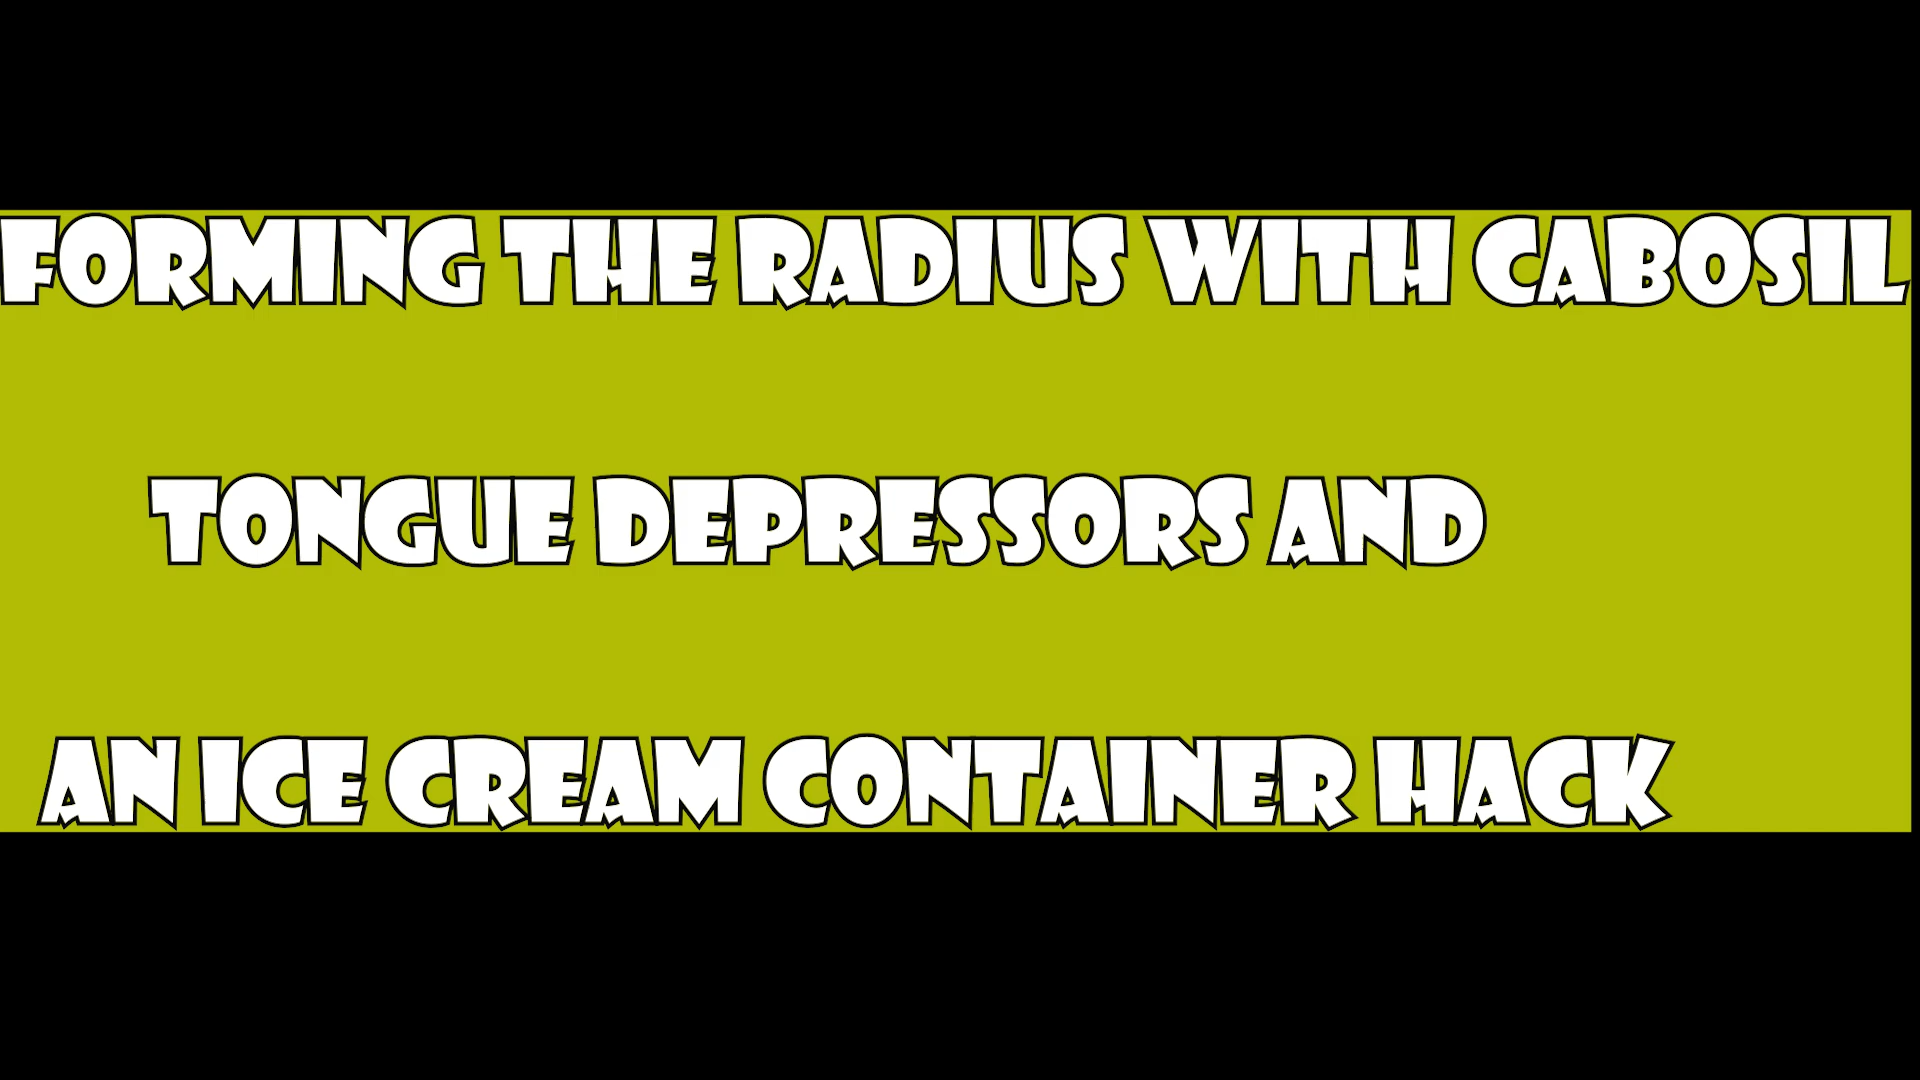 FORMING THE RADIUS WITH CABOSIL
TONGUE DEPRESSORS AND
AN ICE CREAM CONTAINER HACK